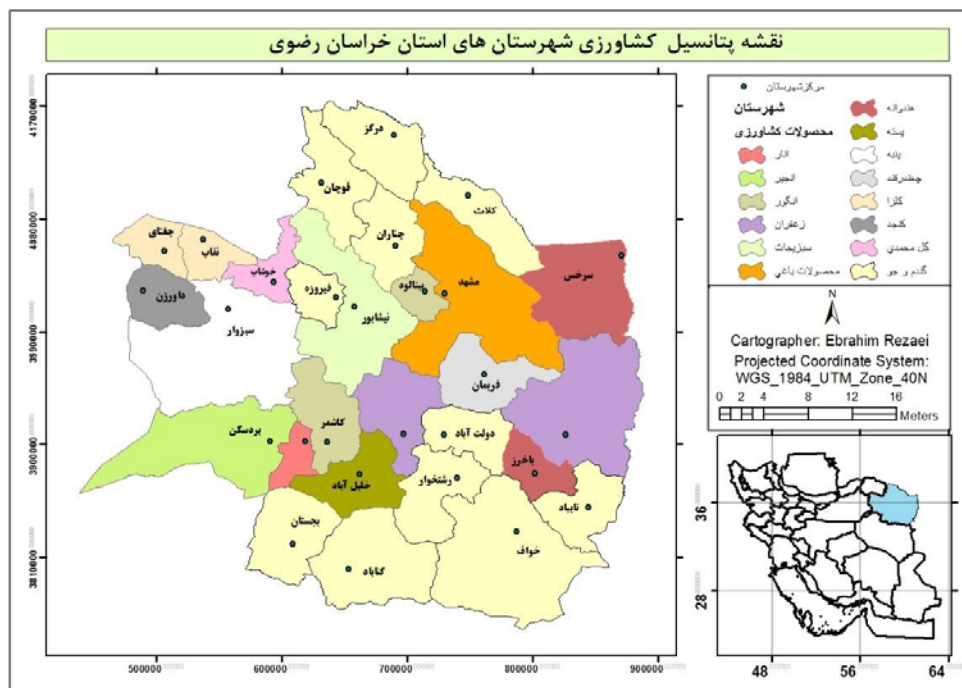 نقشه پتانسیل کشاورزی شهرستان های استان خراسان رضوی
مرکزشهرستان
شهرستان
محصولات کشاورزی
انار
انجیر
انگور
زعفران
سبزیجات
محصولات باغی
هندوانه
پسته
پنبه
چغندرقند
کلزا
کنجد
گل محمدی
گندم و جو
N
Cartographer: Ebrahim Rezaei
Projected Coordinate System:
WGS_1984_UTM_Zone_40N
0 2 4 8 12 16
Meters
درگز
قوچان
کلات
چناران
جغتای
نقاب
خوشاب
فیروزه
بینالود
مشهد
سرخس
داورزن
سبزوار
نیشابور
فریمان
کاشمر
بردسکن
دولت آباد
خلیل آباد
رشتخوار
باخرز
تایباد
بجستان
خواف
گناباد
4170000
4080000
3990000
3900000
3810000
500000 600000 700000 800000 900000
36
28
48 56 64